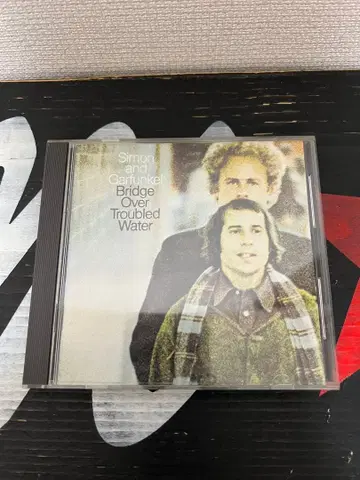 Simon
and
Garfunkel
Bridge
Over
Troubled
Water